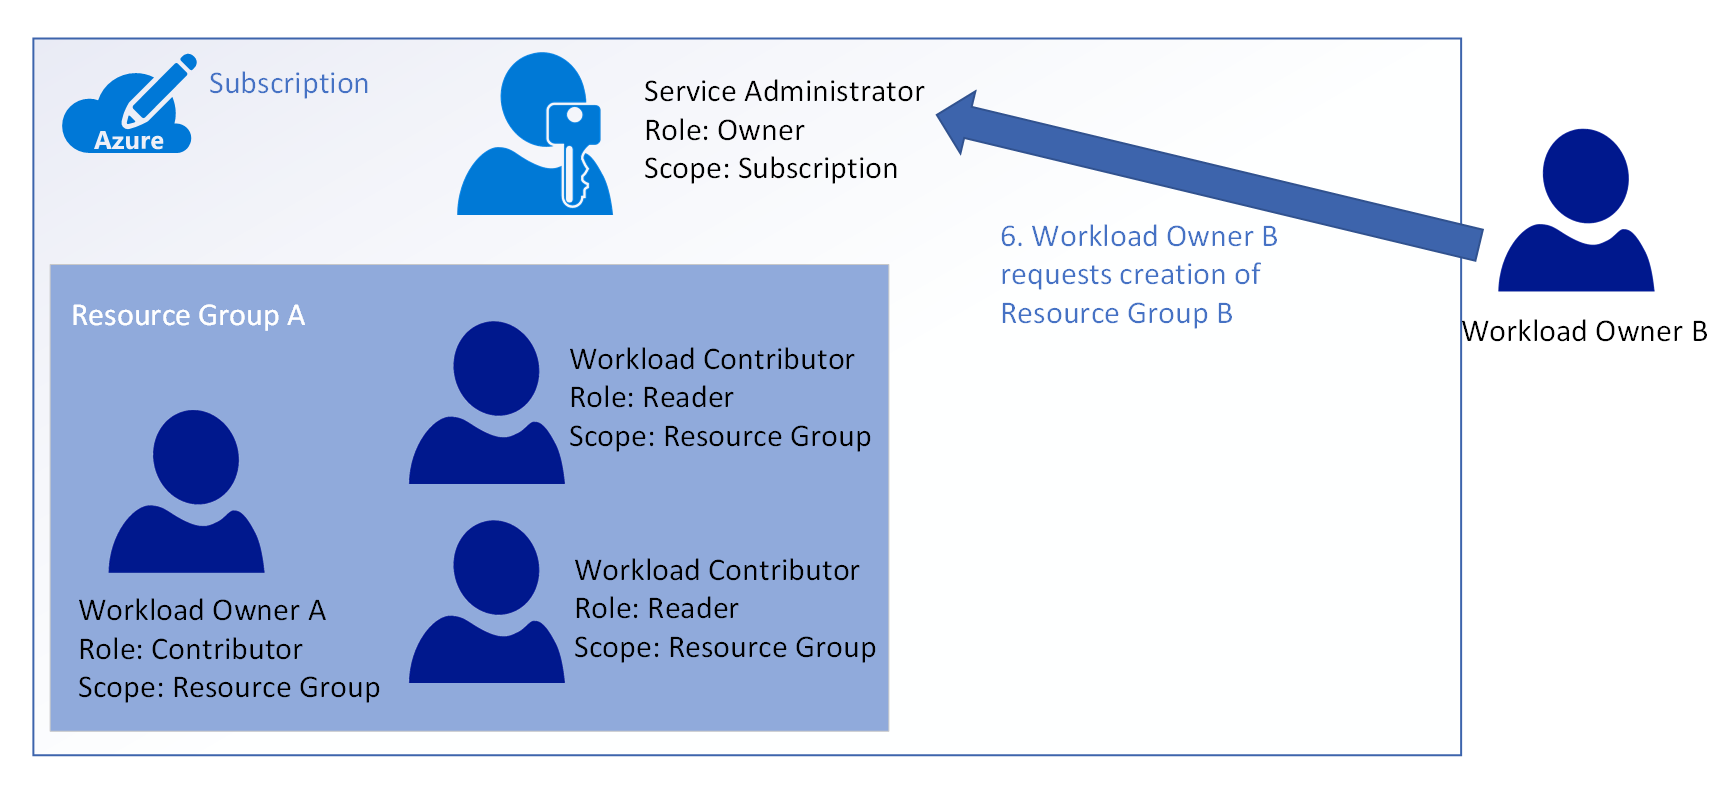 Azure
Subscription
Service Administrator
Role: Owner
Scope: Subscription
6. Workload Owner B
requests creation of
Resource Group B
Workload Owner B
Resource Group A
Workload Contributor
Role: Reader
Scope: Resource Group
Workload Contributor
Role: Reader
Scope: Resource Group
Workload Owner A
Role: Contributor
Scope: Resource Group